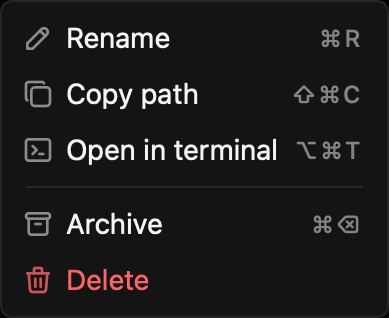 Rename ⌘R
Copy path ⇧⌘C
Open in terminal ⌥⌘T
Archive ⌘⌫
Delete